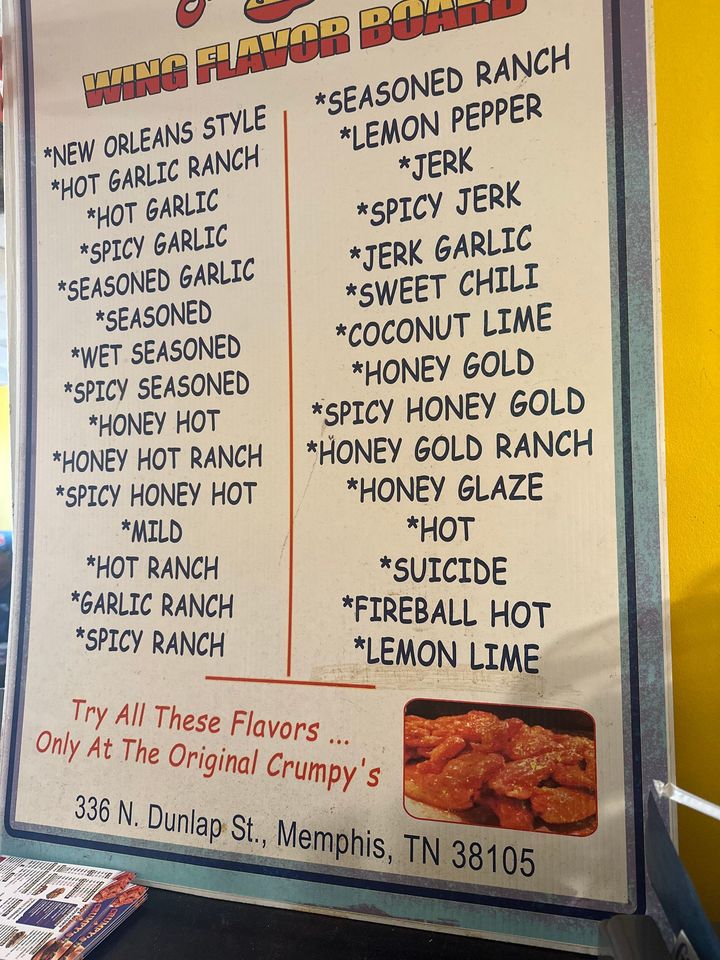 WING FLAVOR BOARD
*NEW ORLEANS STYLE
*HOT GARLIC RANCH
*HOT GARLIC
*SPICY GARLIC
*SEASONED GARLIC
*SEASONED
*WET SEASONED
*SPICY SEASONED
*HONEY HOT
*HONEY HOT RANCH
*SPICY HONEY HOT
*MILD
*HOT RANCH
*GARLIC RANCH
*SPICY RANCH
*SEASONED RANCH
*LEMON PEPPER
*JERK
*SPICY JERK
*JERK GARLIC
*SWEET CHILI
*COCONUT LIME
*HONEY GOLD
*SPICY HONEY GOLD
*HONEY GOLD RANCH
*HONEY GLAZE
*HOT
*SUICIDE
*FIREBALL HOT
*LEMON LIME
Try All These Flavors ...
Only At The Original Crumpy's
336 N. Dunlap St., Memphis, TN 38105